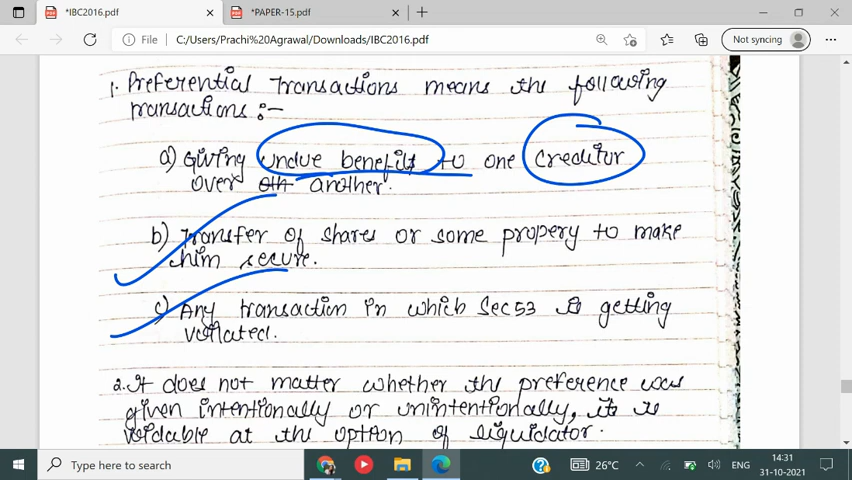 *IBC2016.pdf
*PAPER-15.pdf
File
C:/Users/Prachi%20Agrawal/Downloads/IBC2016.pdf
Not syncing
1. Preferential Transactions means the following
transactions :-
a) Giving undue benefits to one creditor
over oth another.
b) Transfer of shares or some propery to make
him secure.
c) Any transaction in which Sec 53 is getting
voilated.
2. It does not matter whether the preference was
given intentionally or unintentionally, its is
voidable at the option of liquidator.
Type here to search
26°C
ENG
14:31
31-10-2021